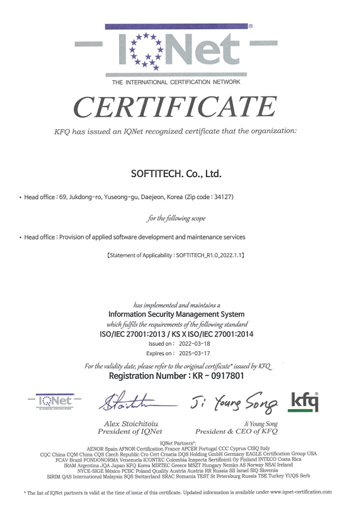 IQNet ®
THE INTERNATIONAL CERTIFICATION NETWORK
CERTIFICATE
KFQ has issued an IQNet recognized certificate that the organization:
SOFTITECH. Co., Ltd.
• Head office : 69, Jukdong-ro, Yuseong-gu, Daejeon, Korea (Zip code : 34127)
for the following scope
• Head office : Provision of applied software development and maintenance services
【Statement of Applicability : SOFTITECH_R1.0_2022.1.1】
has implemented and maintains a
Information Security Management System
which fulfils the requirements of the following standard
ISO/IEC 27001:2013 / KS X ISO/IEC 27001:2014
Issued on : 2022-03-18
Expires on : 2025-03-17
For the validity date, please refer to the original certificate* issued by KFQ
Registration Number : KR - 0917801
IQNet
Ji Young Song
kfq
Alex Stoichitoiu
President of IQNet
Ji Young Song
President & CEO of KFQ
IQNet Partners*:
AENOR Spain AFNOR Certification France APCER Portugal CCC Cyprus CISQ Italy
CQC China CQM China CQS Czech Republic Cro Cert Croatia DQS Holding GmbH Germany EAGLE Certification Group USA
FCAV Brazil FONDONORMA Venezuela ICONTEC Colombia Inspecta Sertifiointi Oy Finland INTECO Costa Rica
IRAM Argentina JQA Japan KFQ Korea MIRTEC Greece MSZT Hungary Nemko AS Norway NSAI Ireland
NYCE-SIGE México PCBC Poland Quality Austria Austria RR Russia SII Israel SIQ Slovenia
SIRIM QAS International Malaysia SQS Switzerland SRAC Romania TEST St Petersburg Russia TSE Turkey YUQS Serbia
* The list of IQNet partners is valid at the time of issue of this certificate. Updated information is available under www.iqnet-certification.com